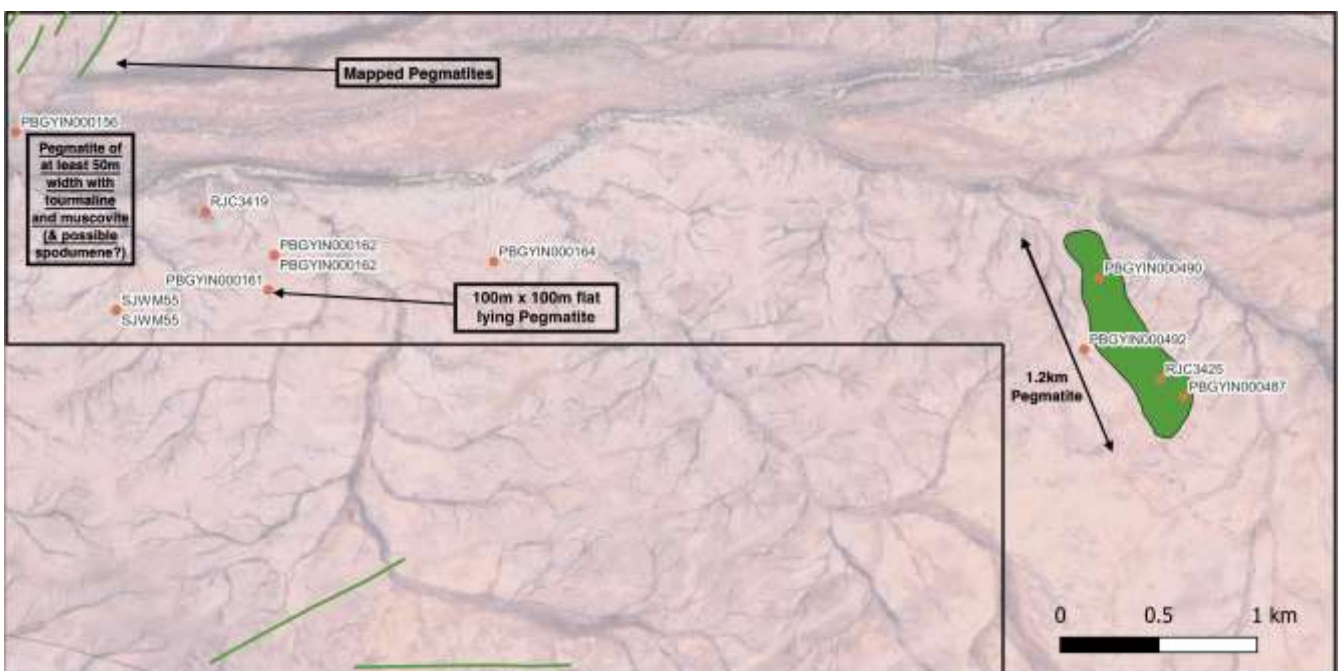 Mapped Pegmatites
PBGYIN000156
Pegmatite of
at least 50m
width with
tourmaline
and muscovite
(& possible
spodumene?)
RJC3419
PBGYIN000162
PBGYIN000162
PBGYIN000164
PBGYIN000161
SJWM55
SJWM55
100m x 100m flat
lying Pegmatite
PBGYIN000490
PBGYIN000492
RJC3425
PBGYIN000487
1.2km
Pegmatite
0 0.5 1 km